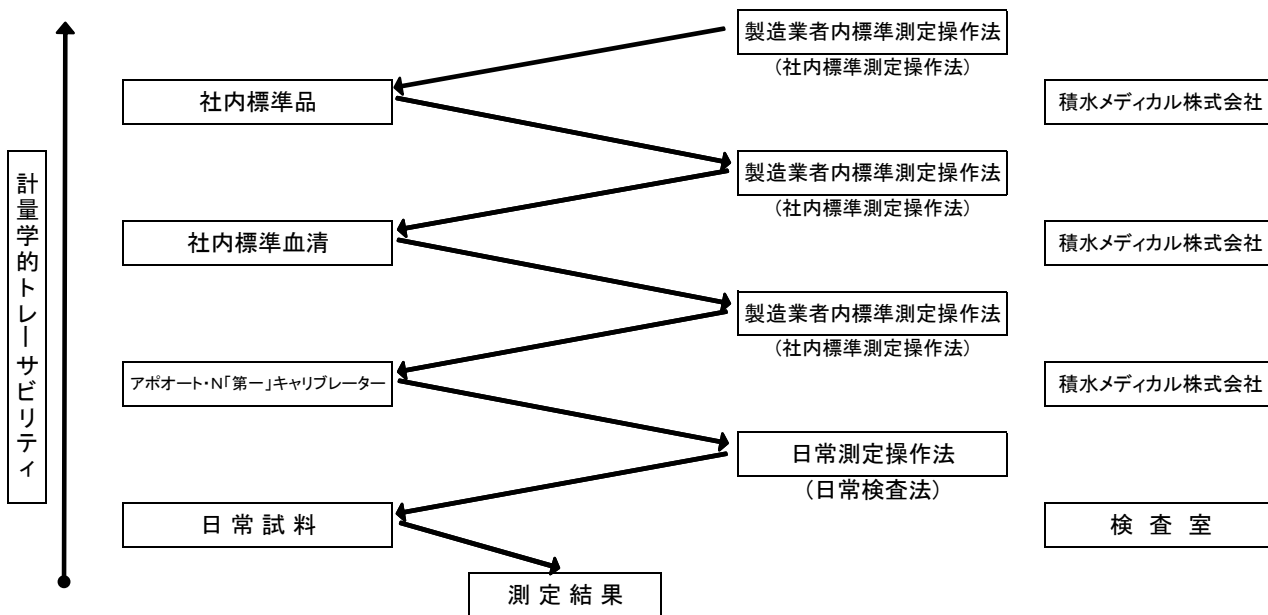 製造業者内標準測定操作法
(社内標準測定操作法)
社内標準品
積水メディカル株式会社
製造業者内標準測定操作法
(社内標準測定操作法)
社内標準血清
積水メディカル株式会社
製造業者内標準測定操作法
(社内標準測定操作法)
アポオート・N「第一」キャリブレーター
積水メディカル株式会社
日常測定操作法
(日常検査法)
日常試料
検査室
測定結果
計量学的トレーサビリティ